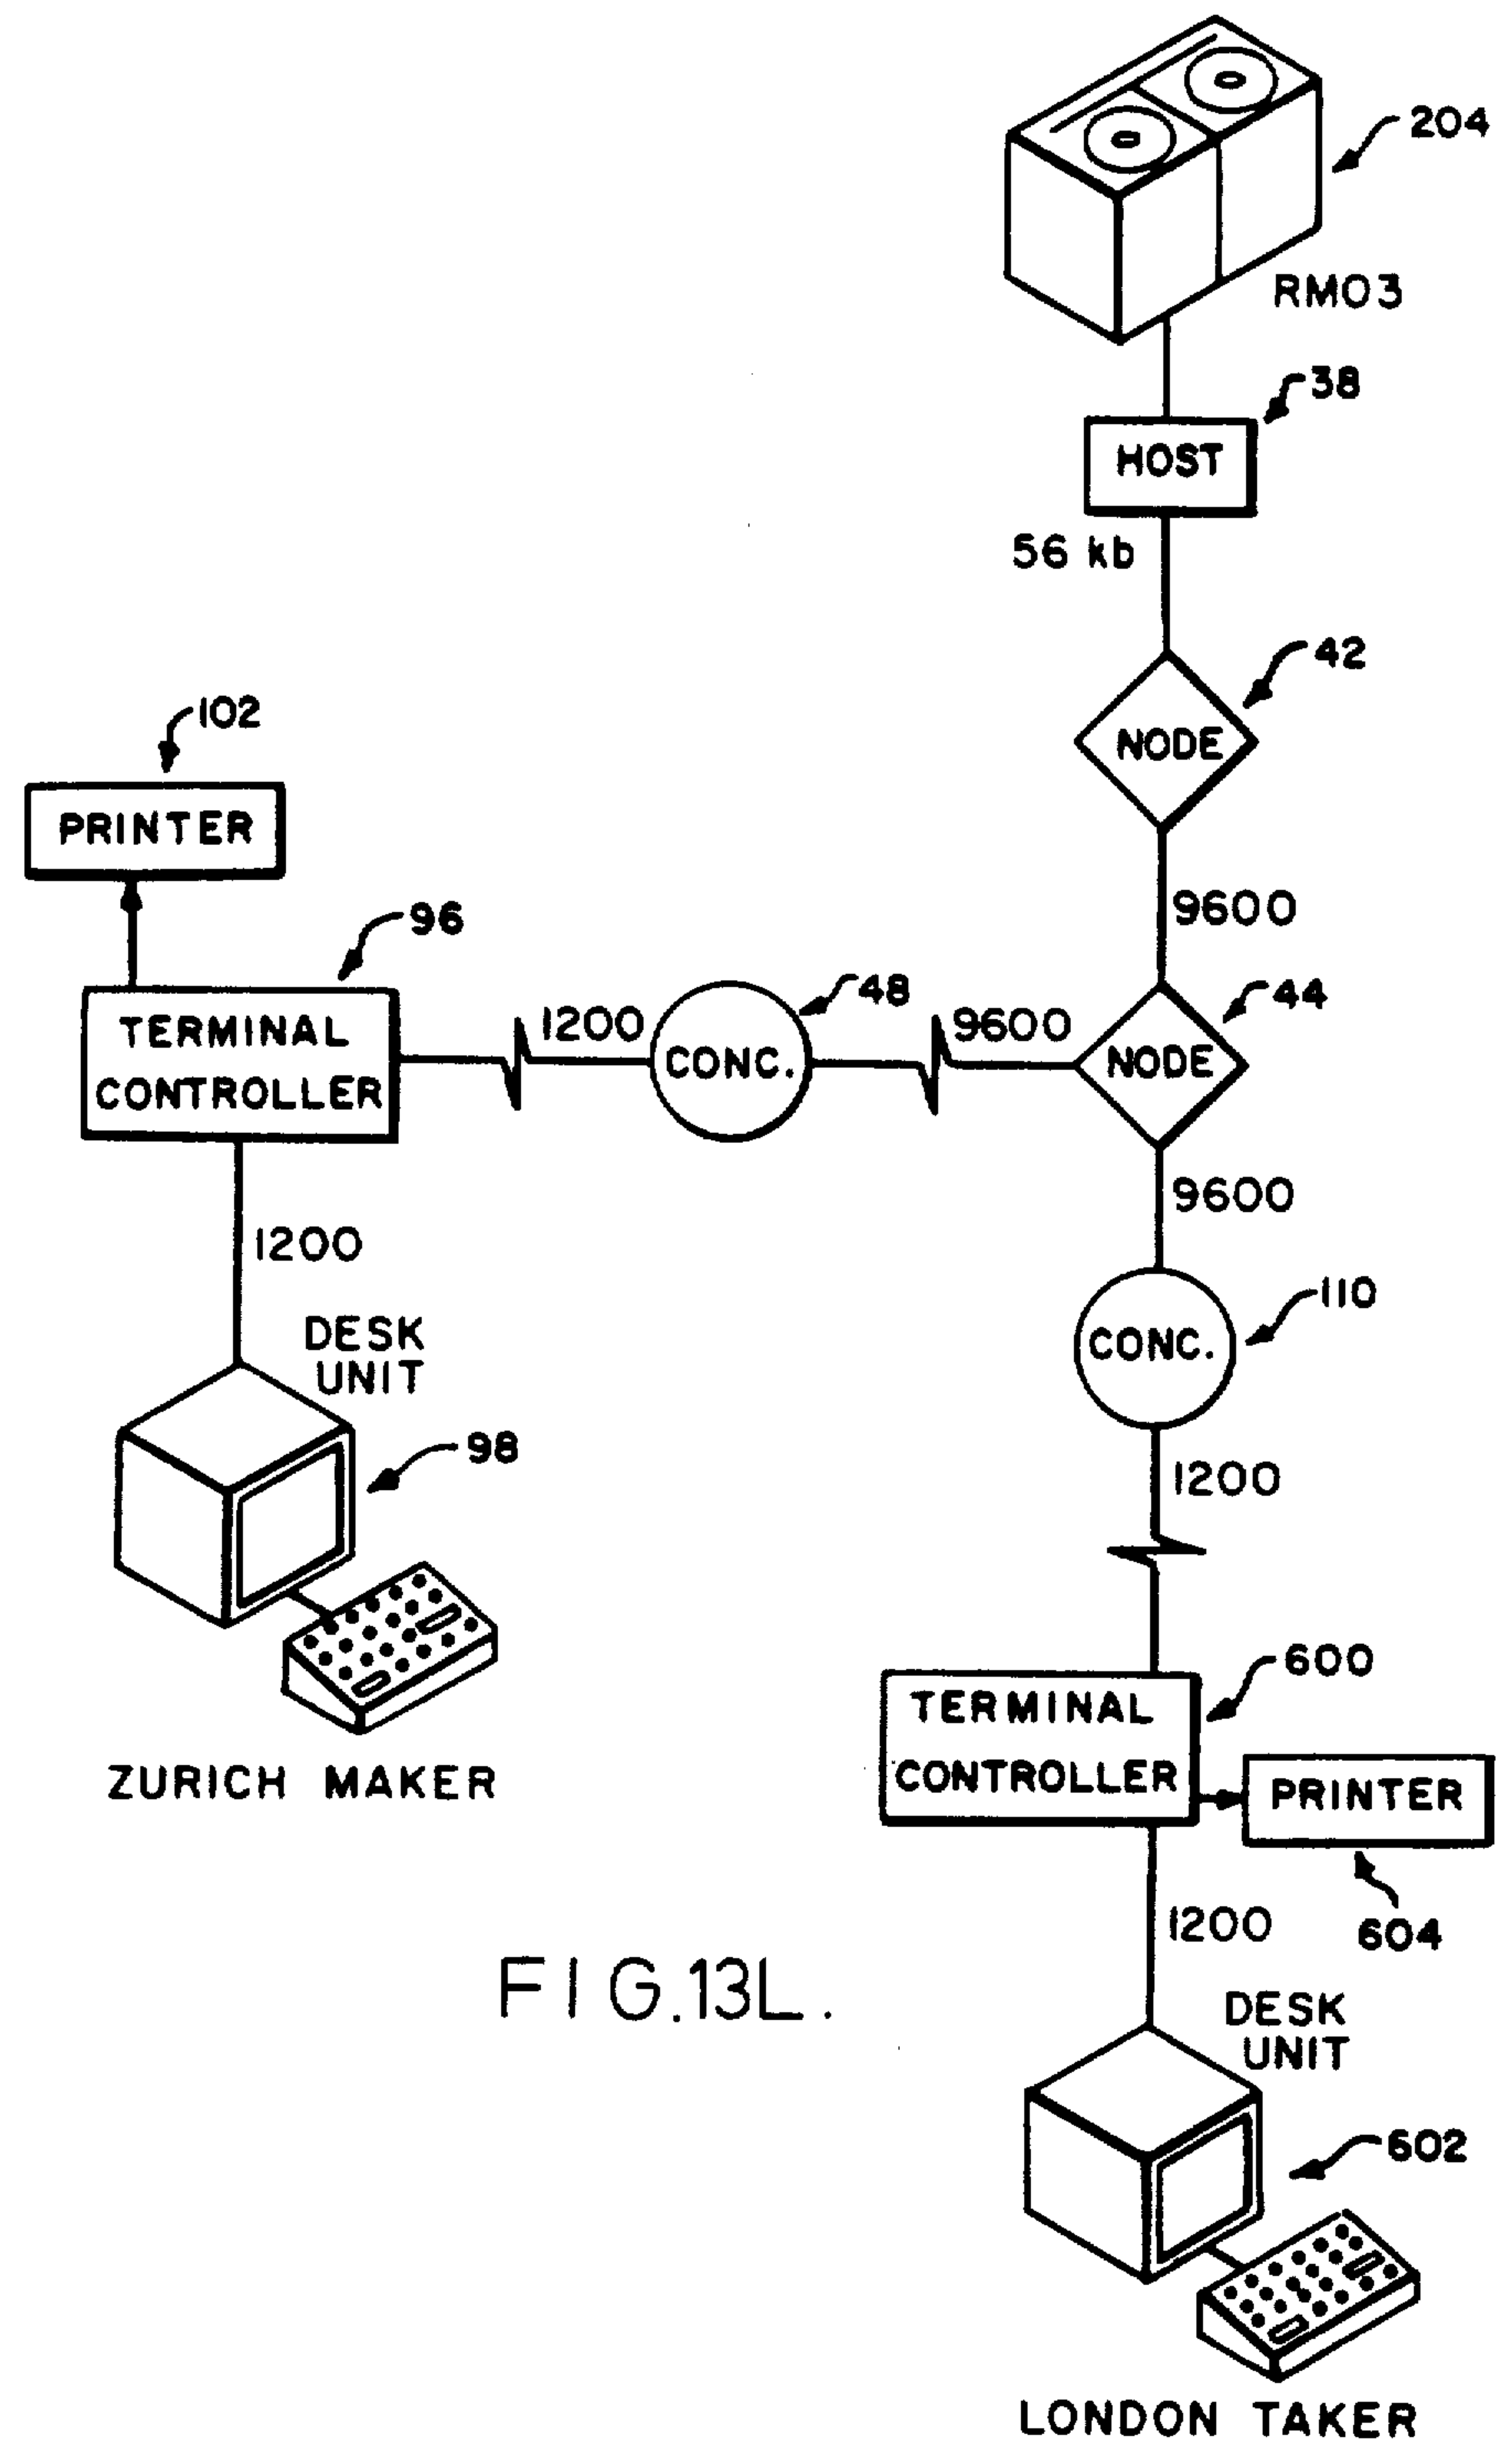 204
RM03
38
HOST
56 kb
42
NODE
102
PRINTER
9600
96
48
44
TERMINAL
CONTROLLER
1200
CONC.
9600
NODE
9600
1200
110
CONC.
DESK
UNIT
98
1200
600
TERMINAL
CONTROLLER
PRINTER
604
ZURICH MAKER
1200
FIG.13L.
DESK
UNIT
602
LONDON TAKER